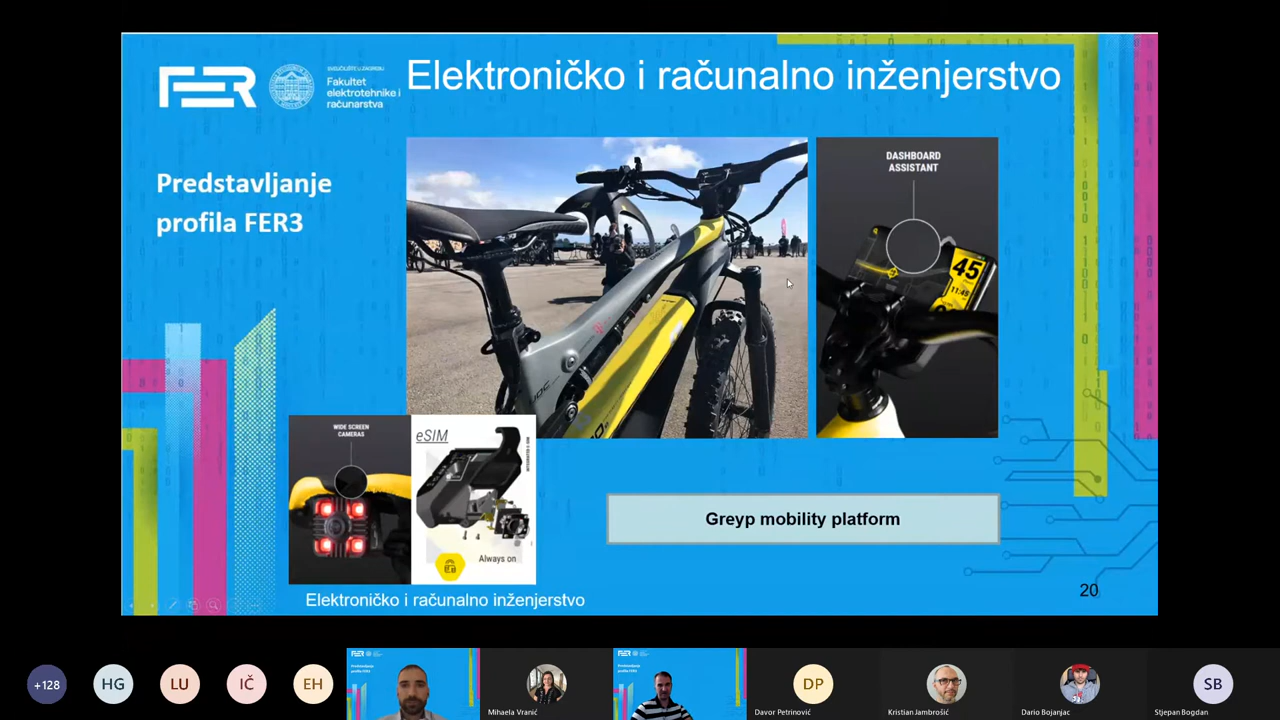 FER
SVEUČILIŠTE U ZAGREBU
Fakultet
elektrotehnike i
računarstva
Elektroničko i računalno inženjerstvo
Predstavljanje
profila FER3
DASHBOARD
ASSISTANT
45
11:45
WIDE SCREEN
CAMERAS
eSIM
Always on
Greyp mobility platform
Elektroničko i računalno inženjerstvo
20
+128
HG
LU
IČ
EH
Mihaela Vranić
DP
Davor Petrinović
Kristian Jambrošić
Dario Bojanjac
SB
Stjepan Bogdan